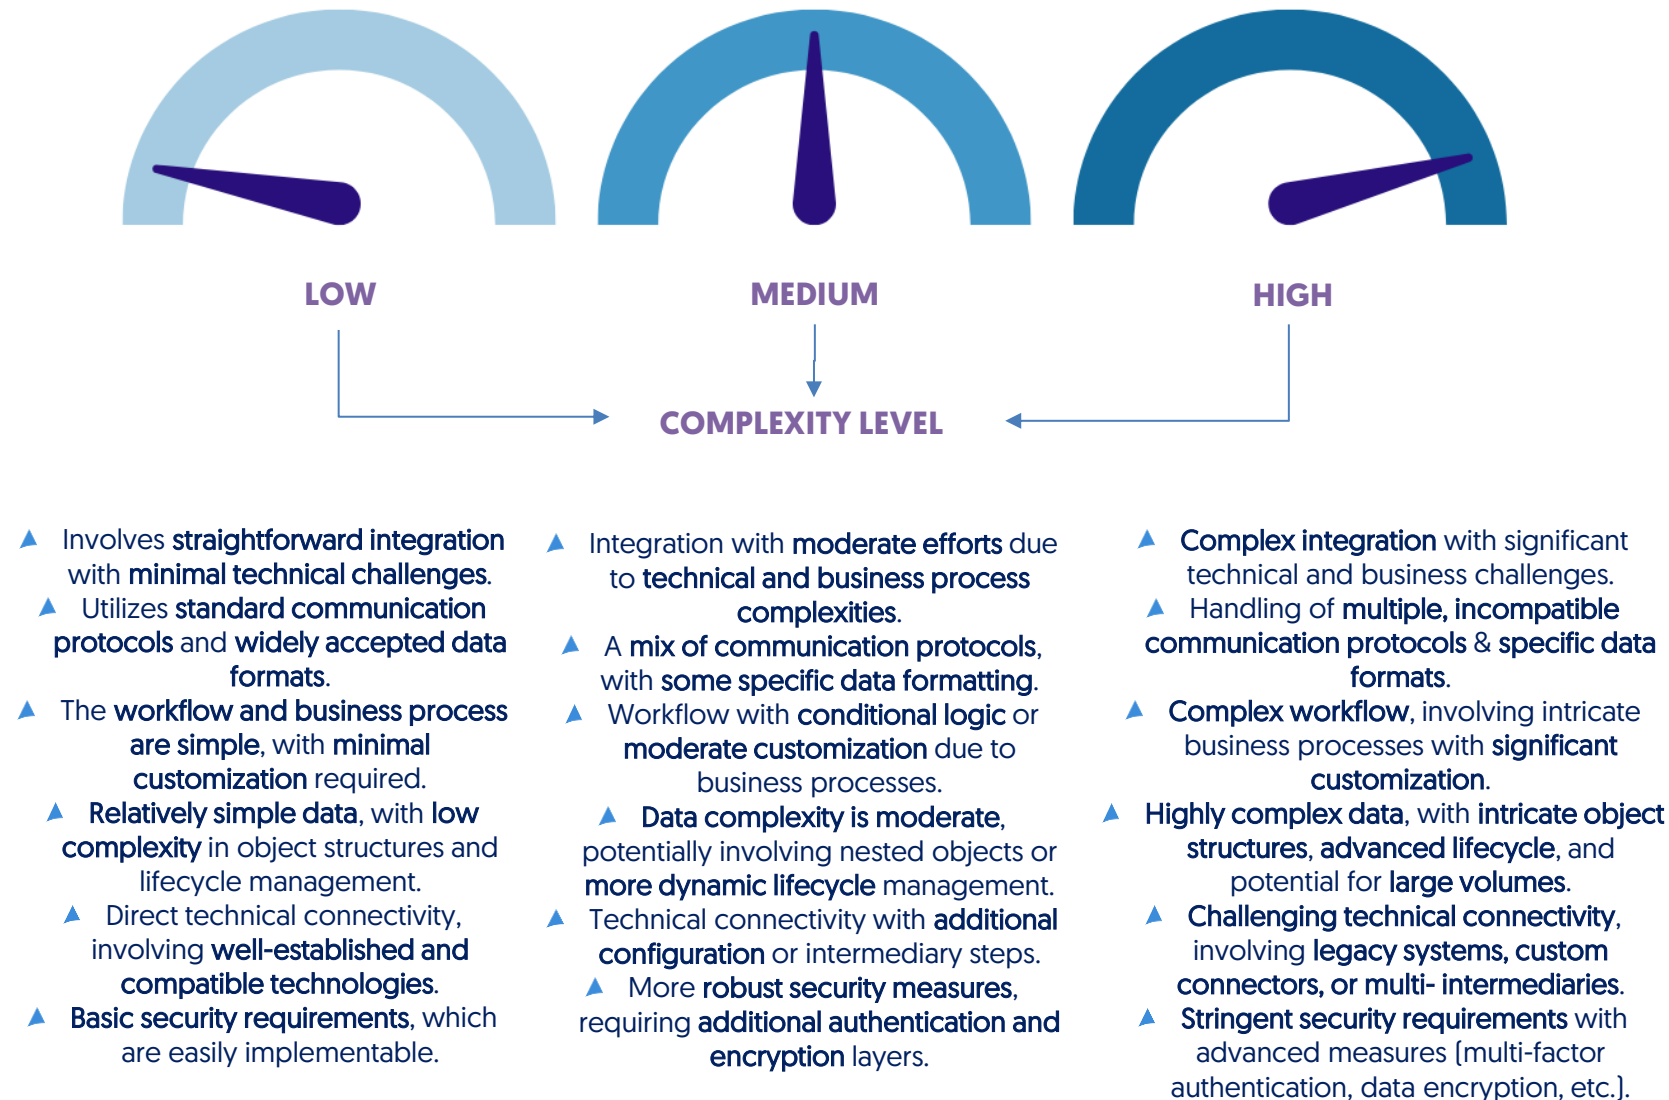 LOW
MEDIUM
HIGH
COMPLEXITY LEVEL
Involves straightforward integration
with minimal technical challenges.
Utilizes standard communication
protocols and widely accepted data
formats.
The workflow and business process
are simple, with minimal
customization required.
Relatively simple data, with low
complexity in object structures and
lifecycle management.
Direct technical connectivity,
involving well-established and
compatible technologies.
Basic security requirements, which
are easily implementable.
Integration with moderate efforts due
to technical and business process
complexities.
A mix of communication protocols,
with some specific data formatting.
Workflow with conditional logic or
moderate customization due to
business processes.
Data complexity is moderate,
potentially involving nested objects or
more dynamic lifecycle management.
Technical connectivity with additional
configuration or intermediary steps.
More robust security measures,
requiring additional authentication and
encryption layers.
Complex integration with significant
technical and business challenges.
Handling of multiple, incompatible
communication protocols & specific data
formats.
Complex workflow, involving intricate
business processes with significant
customization.
Highly complex data, with intricate object
structures, advanced lifecycle, and
potential for large volumes.
Challenging technical connectivity,
involving legacy systems, custom
connectors, or multi- intermediaries.
Stringent security requirements with
advanced measures (multi-factor
authentication, data encryption, etc.).